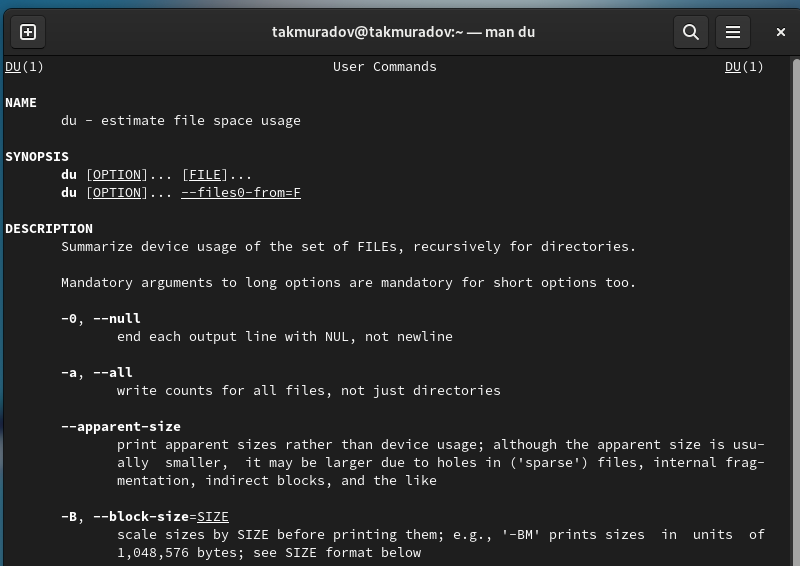 takmuradov@takmuradov:~ — man du
DU(1) User Commands DU(1)
NAME
du - estimate file space usage
SYNOPSIS
du [OPTION]... [FILE]...
du [OPTION]... --files0-from=F
DESCRIPTION
Summarize device usage of the set of FILEs, recursively for directories.
Mandatory arguments to long options are mandatory for short options too.
-0, --null
end each output line with NUL, not newline
-a, --all
write counts for all files, not just directories
--apparent-size
print apparent sizes rather than device usage; although the apparent size is usu-
ally smaller, it may be larger due to holes in ('sparse') files, internal frag-
mentation, indirect blocks, and the like
-B, --block-size=SIZE
scale sizes by SIZE before printing them; e.g., '-BM' prints sizes in units of
1,048,576 bytes; see SIZE format below